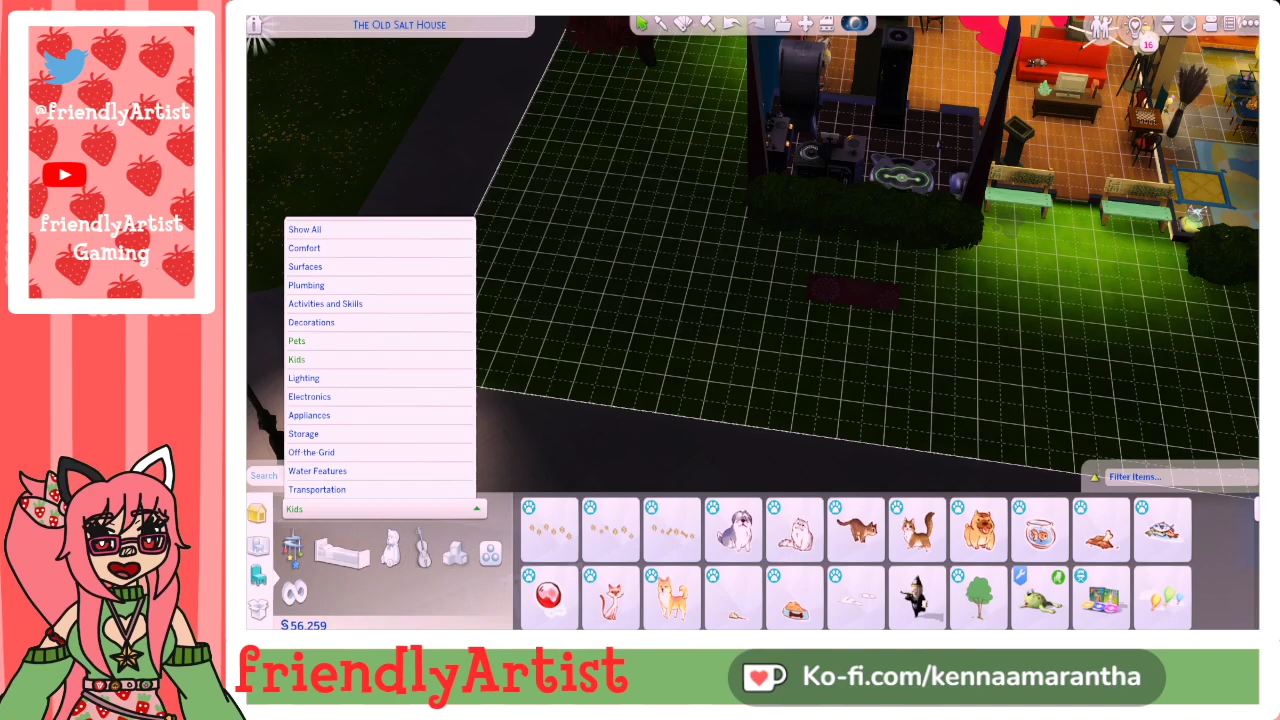 @friendlyArtist
friendlyArtist
Gaming
THE OLD SALT HOUSE
16
Show All
Comfort
Surfaces
Plumbing
Activities and Skills
Decorations
Pets
Kids
Lighting
Electronics
Appliances
Storage
Off-the-Grid
Water Features
Transportation
Search
Kids
Filter Items...
§56,259
friendlyArtist
Ko-fi.com/kennaamarantha